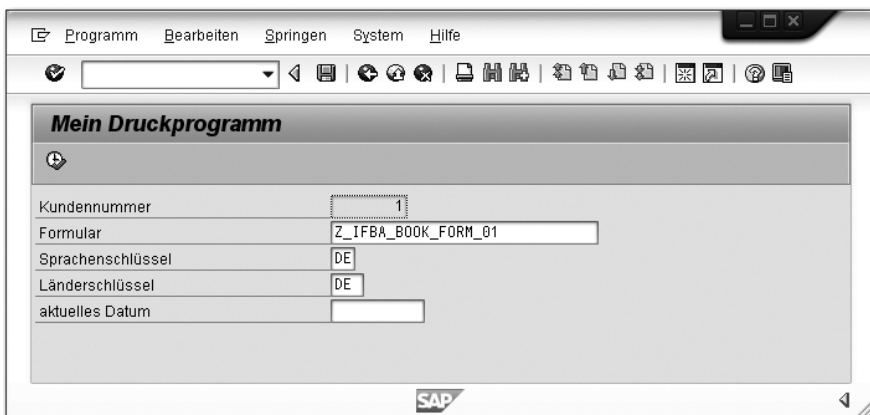 Programm Bearbeiten Springen System Hilfe
Mein Druckprogramm
Kundennummer 1
Formular Z_IFBA_BOOK_FORM_01
Sprachenschlüssel DE
Länderschlüssel DE
aktuelles Datum
SAP